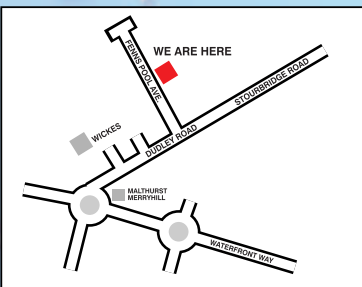 WE ARE HERE
FENNS POOL AVE.
STOURBRIDGE ROAD
WICKES
DUDLEY ROAD
MALTHURST
MERRYHILL
WATERFRONT WAY